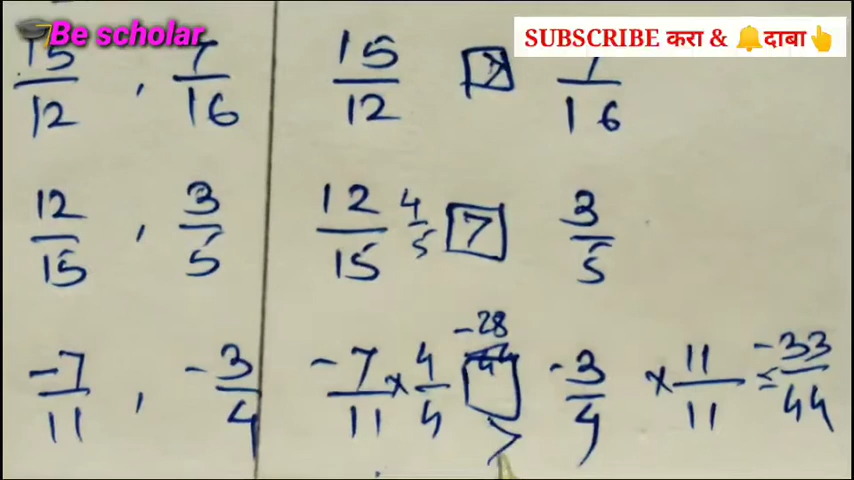 Be scholar
SUBSCRIBE करा & 🔔दाबा👆
15/12 , 7/16 15/12 > 7/16
12/15 , 3/5 12/15 4/5 > 3/5
-7/11 , -3/4 -7/11 × 4/4 -28/44 > -3/4 × 11/11 = -33/44